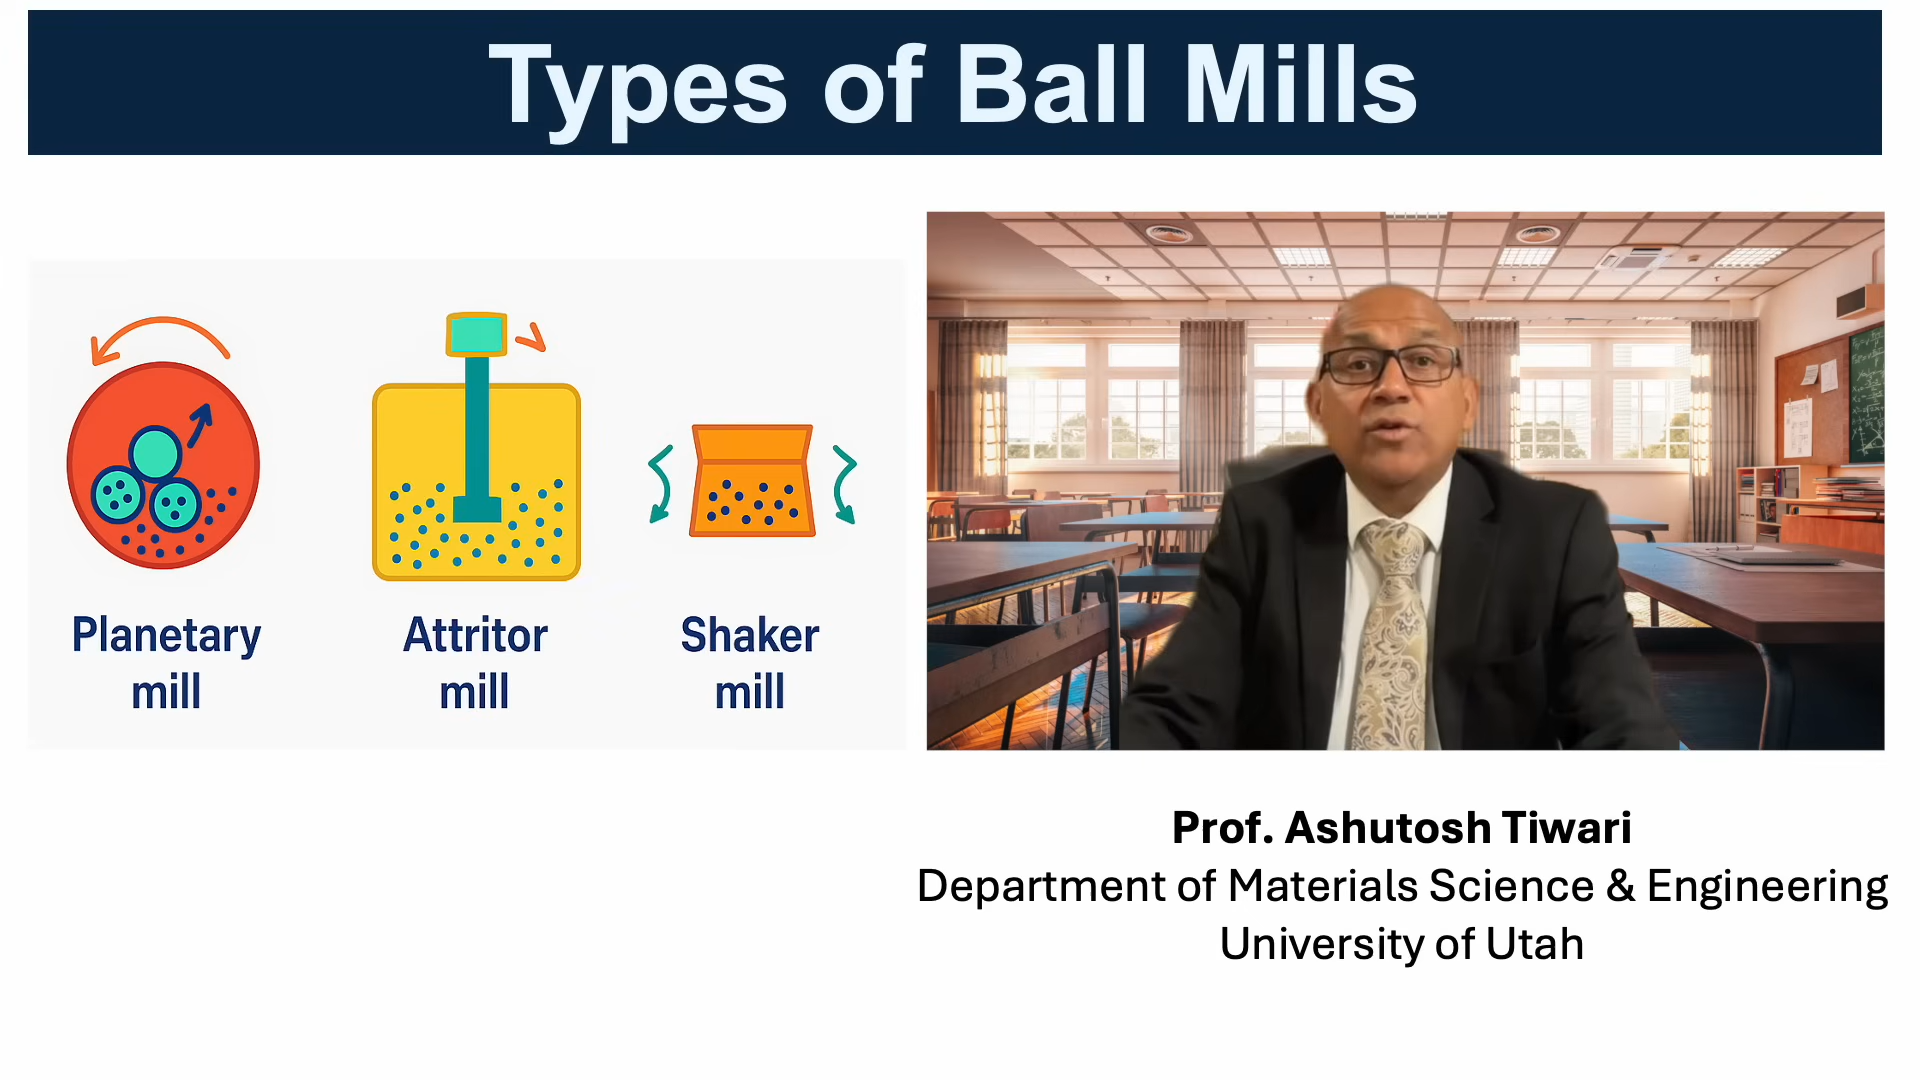 Types of Ball Mills
Planetary
mill
Attritor
mill
Shaker
mill
Prof. Ashutosh Tiwari
Department of Materials Science & Engineering
University of Utah